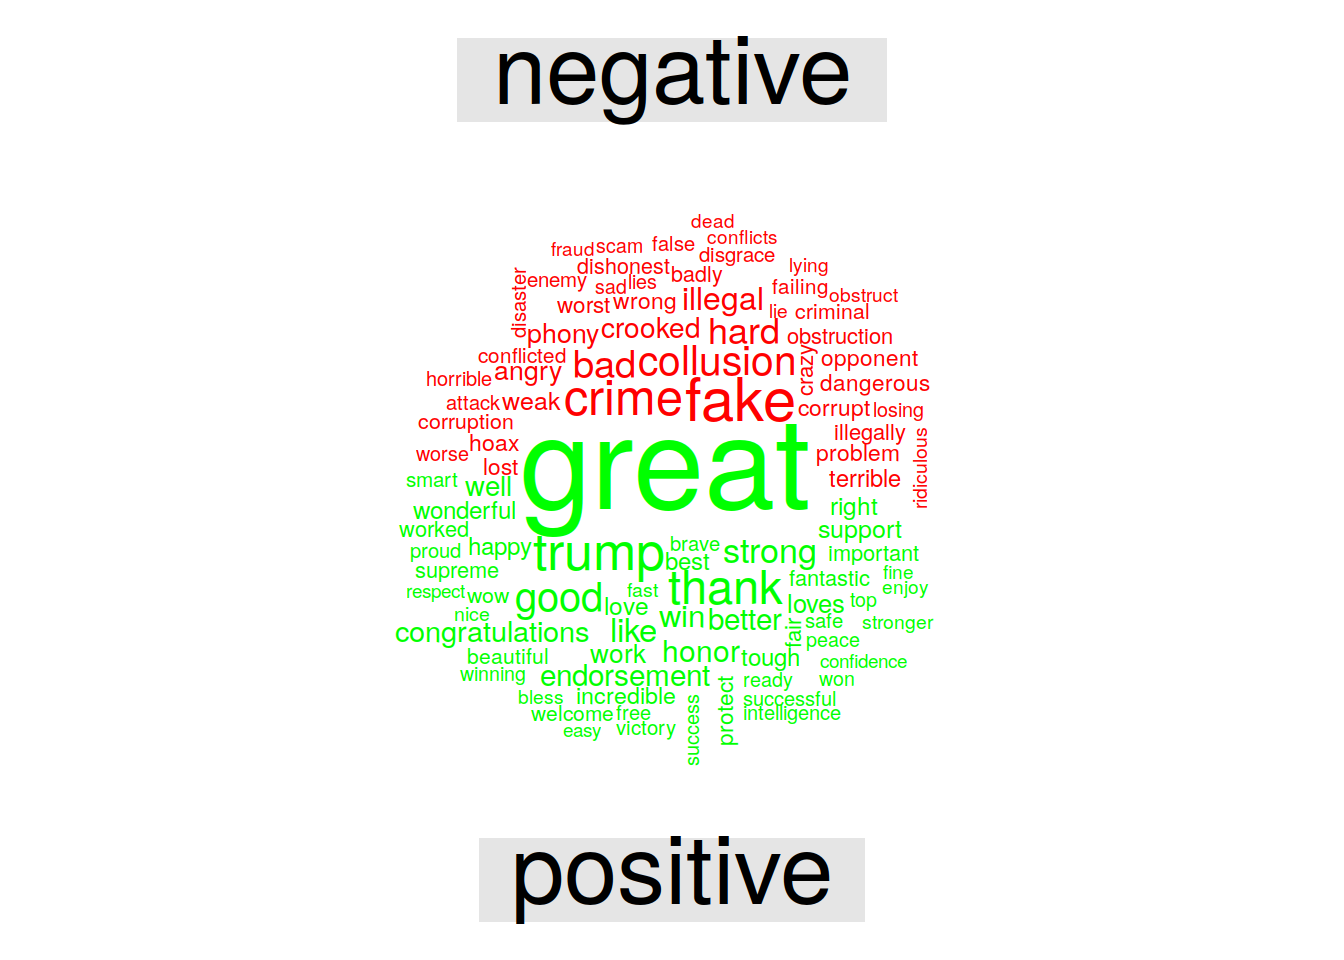 negative
dead
conflicts
fraud scam false
disgrace
dishonest badly lying
disaster enemy sad lies failing
worst wrong illegal obstruct
lie criminal
phony crooked hard obstruction
conflicted bad collusion crazy opponent
horrible angry dangerous
attack weak crime fake corrupt losing
corruption illegally
worse hoax problem ridiculous
lost terrible
great
smart well
wonderful right
worked support
proud happy trump brave strong important
supreme best fantastic fine
respect wow good fast thank enjoy
nice love loves top
congratulations like win better fair safe stronger
peace
beautiful work honor tough confidence
winning endorsement ready won
bless incredible protect successful
welcome free success intelligence
easy victory
positive